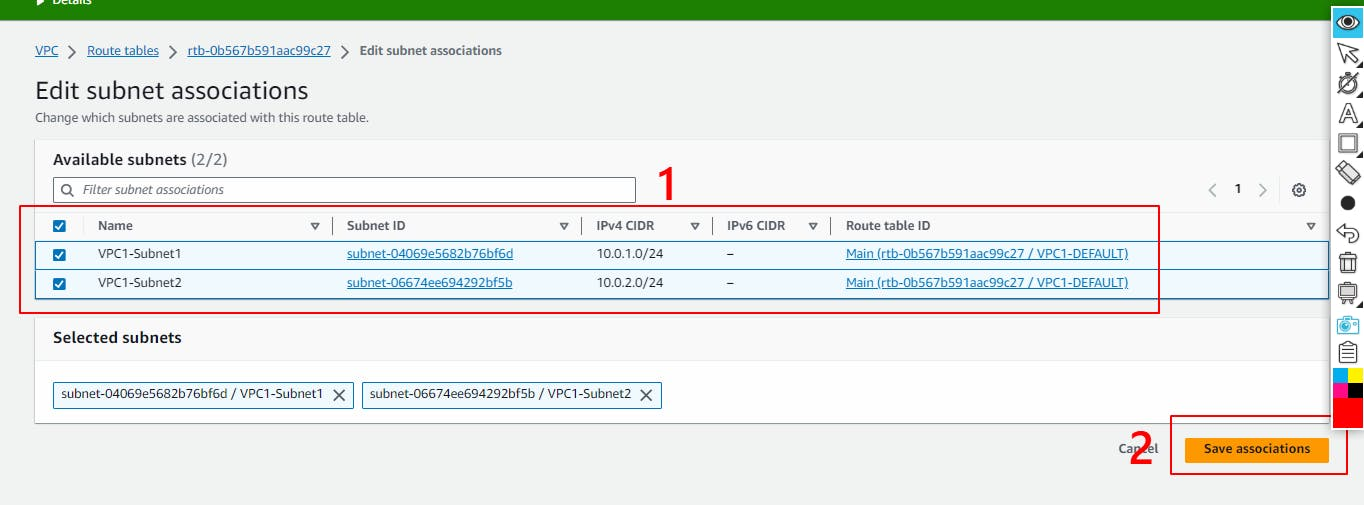 Details
VPC > Route tables > rtb-0b567b591aac99c27 > Edit subnet associations
Edit subnet associations
Change which subnets are associated with this route table.
Available subnets (2/2)
Filter subnet associations
1
1
Name Subnet ID IPv4 CIDR IPv6 CIDR Route table ID
VPC1-Subnet1 subnet-04069e5682b76bf6d 10.0.1.0/24 – Main (rtb-0b567b591aac99c27 / VPC1-DEFAULT)
VPC1-Subnet2 subnet-06674ee694292bf5b 10.0.2.0/24 – Main (rtb-0b567b591aac99c27 / VPC1-DEFAULT)
Selected subnets
subnet-04069e5682b76bf6d / VPC1-Subnet1 subnet-06674ee694292bf5b / VPC1-Subnet2
Cancel 2 Save associations
A